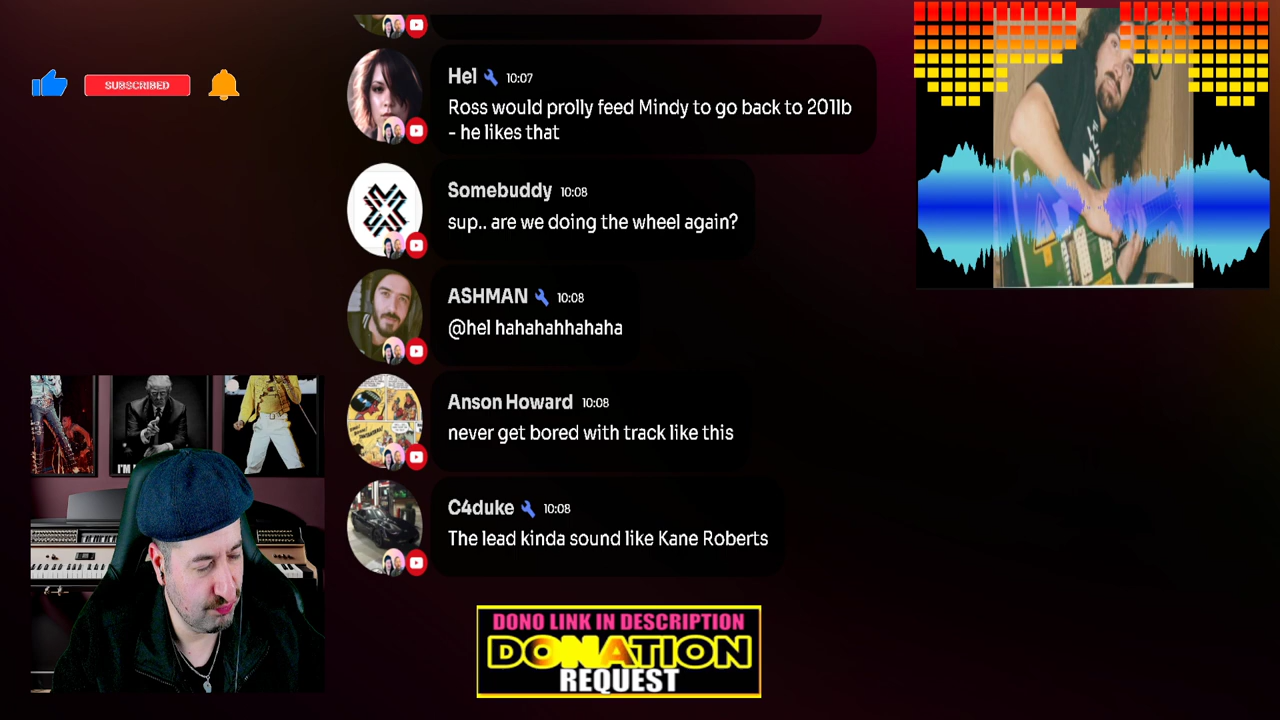 SUBSCRIBED
Hel 10:07
Ross would prolly feed Mindy to go back to 201lb
- he likes that
Somebuddy 10:08
sup.. are we doing the wheel again?
ASHMAN 10:08
@hel hahahahhahaha
Anson Howard 10:08
never get bored with track like this
C4duke 10:08
The lead kinda sound like Kane Roberts
I'M
DONO LINK IN DESCRIPTION
DONATION
REQUEST